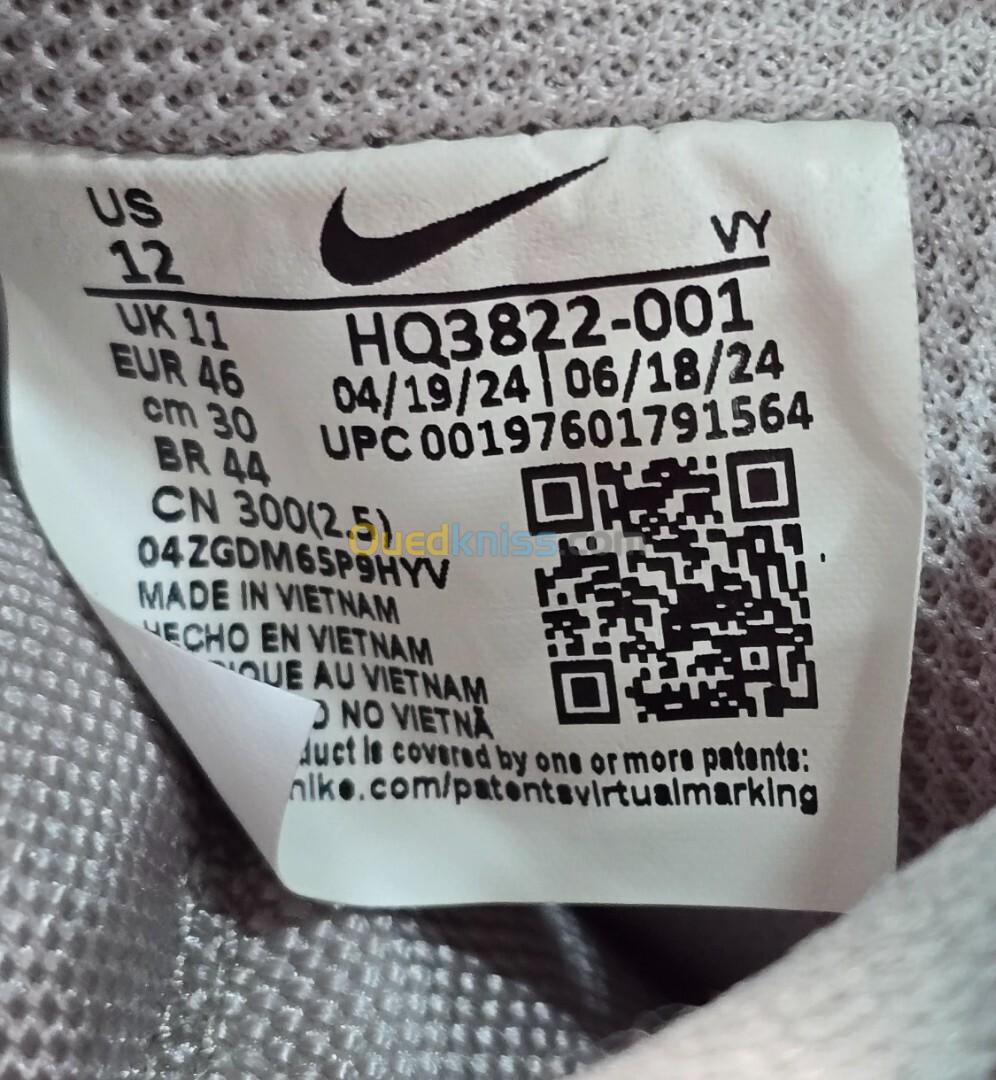 US
12
VY
UK 11
EUR 46
cm 30
BR 44
CN 300(2.5)
HQ3822-001
04/19/24 | 06/18/24
UPC 00197601791564
Ouedkniss.com
04ZGDM65P9HYV
MADE IN VIETNAM
HECHO EN VIETNAM
IQUE AU VIETNAM
O NO VIETNÃ
duct is covered by one or more patents:
nike.com/patentsvirtualmarking